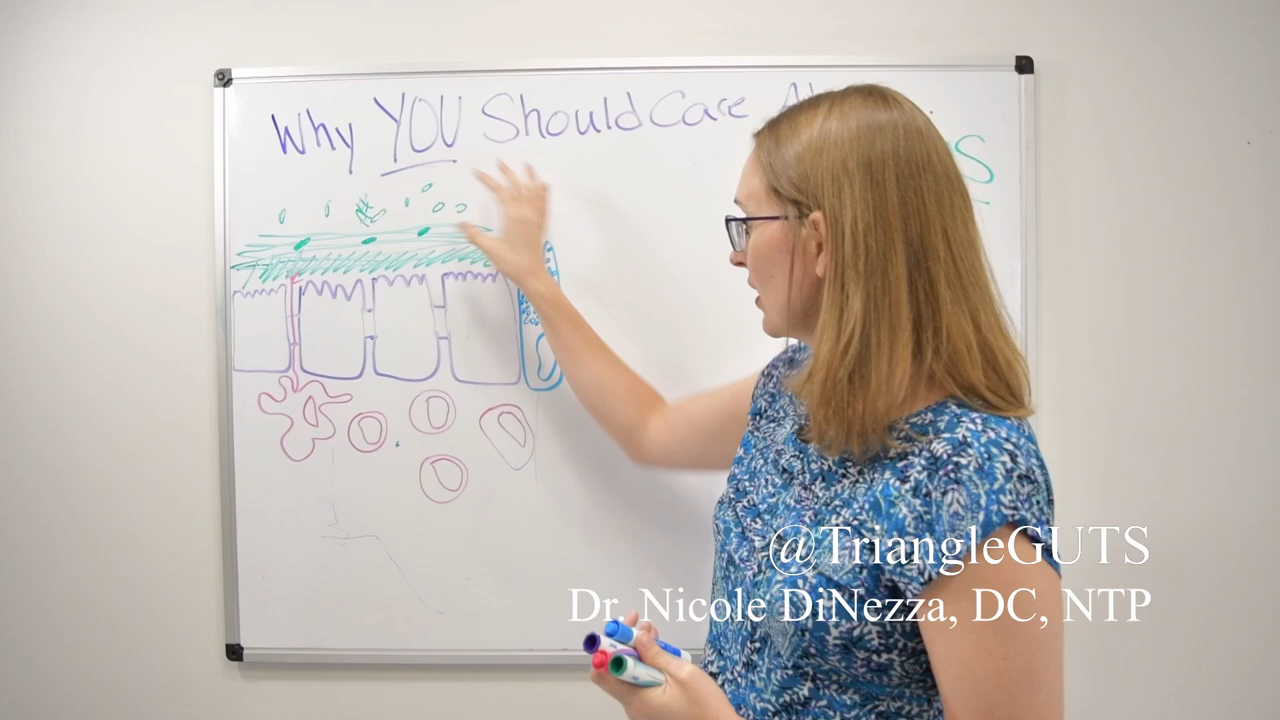 Why YOU Should Care
S
@TriangleGUTS
Dr. Nicole DiNezza, DC, NTP